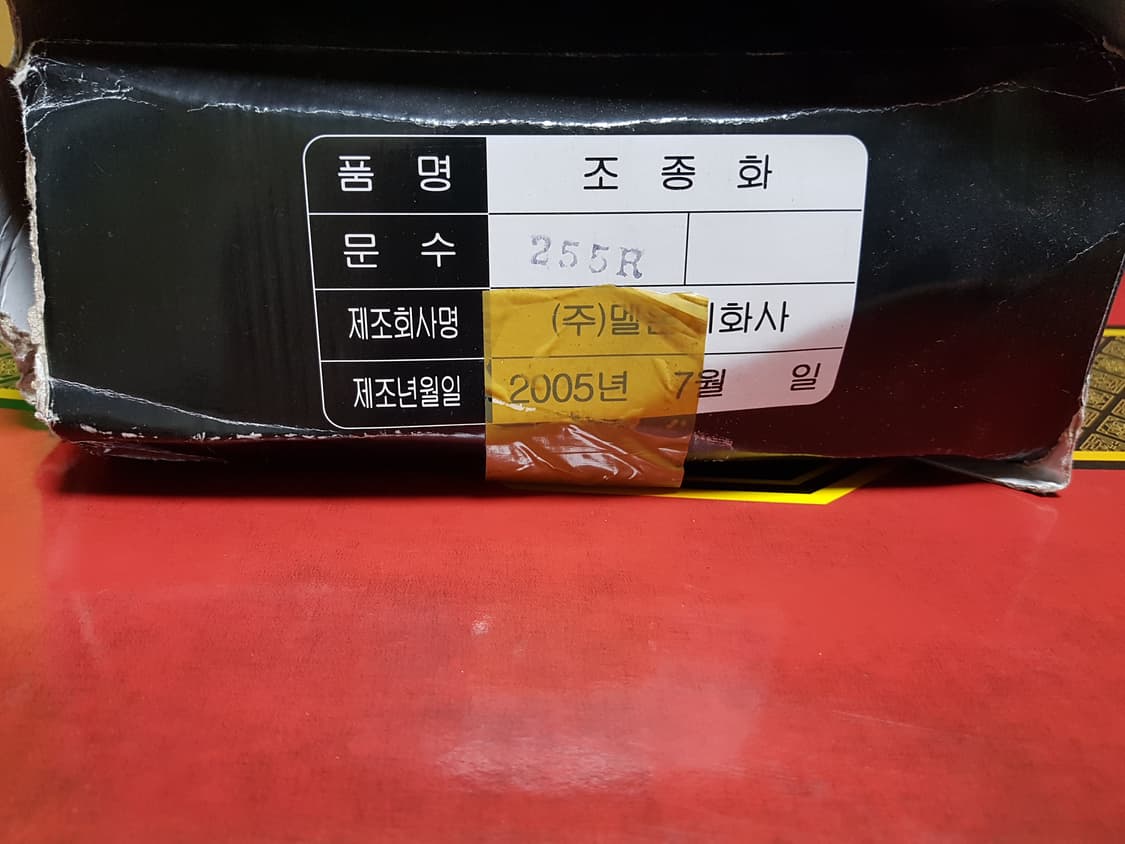 품 명 조 종 화
문 수 255R
제조회사명 (주)멜 화사
제조년월일 2005년 7월 일